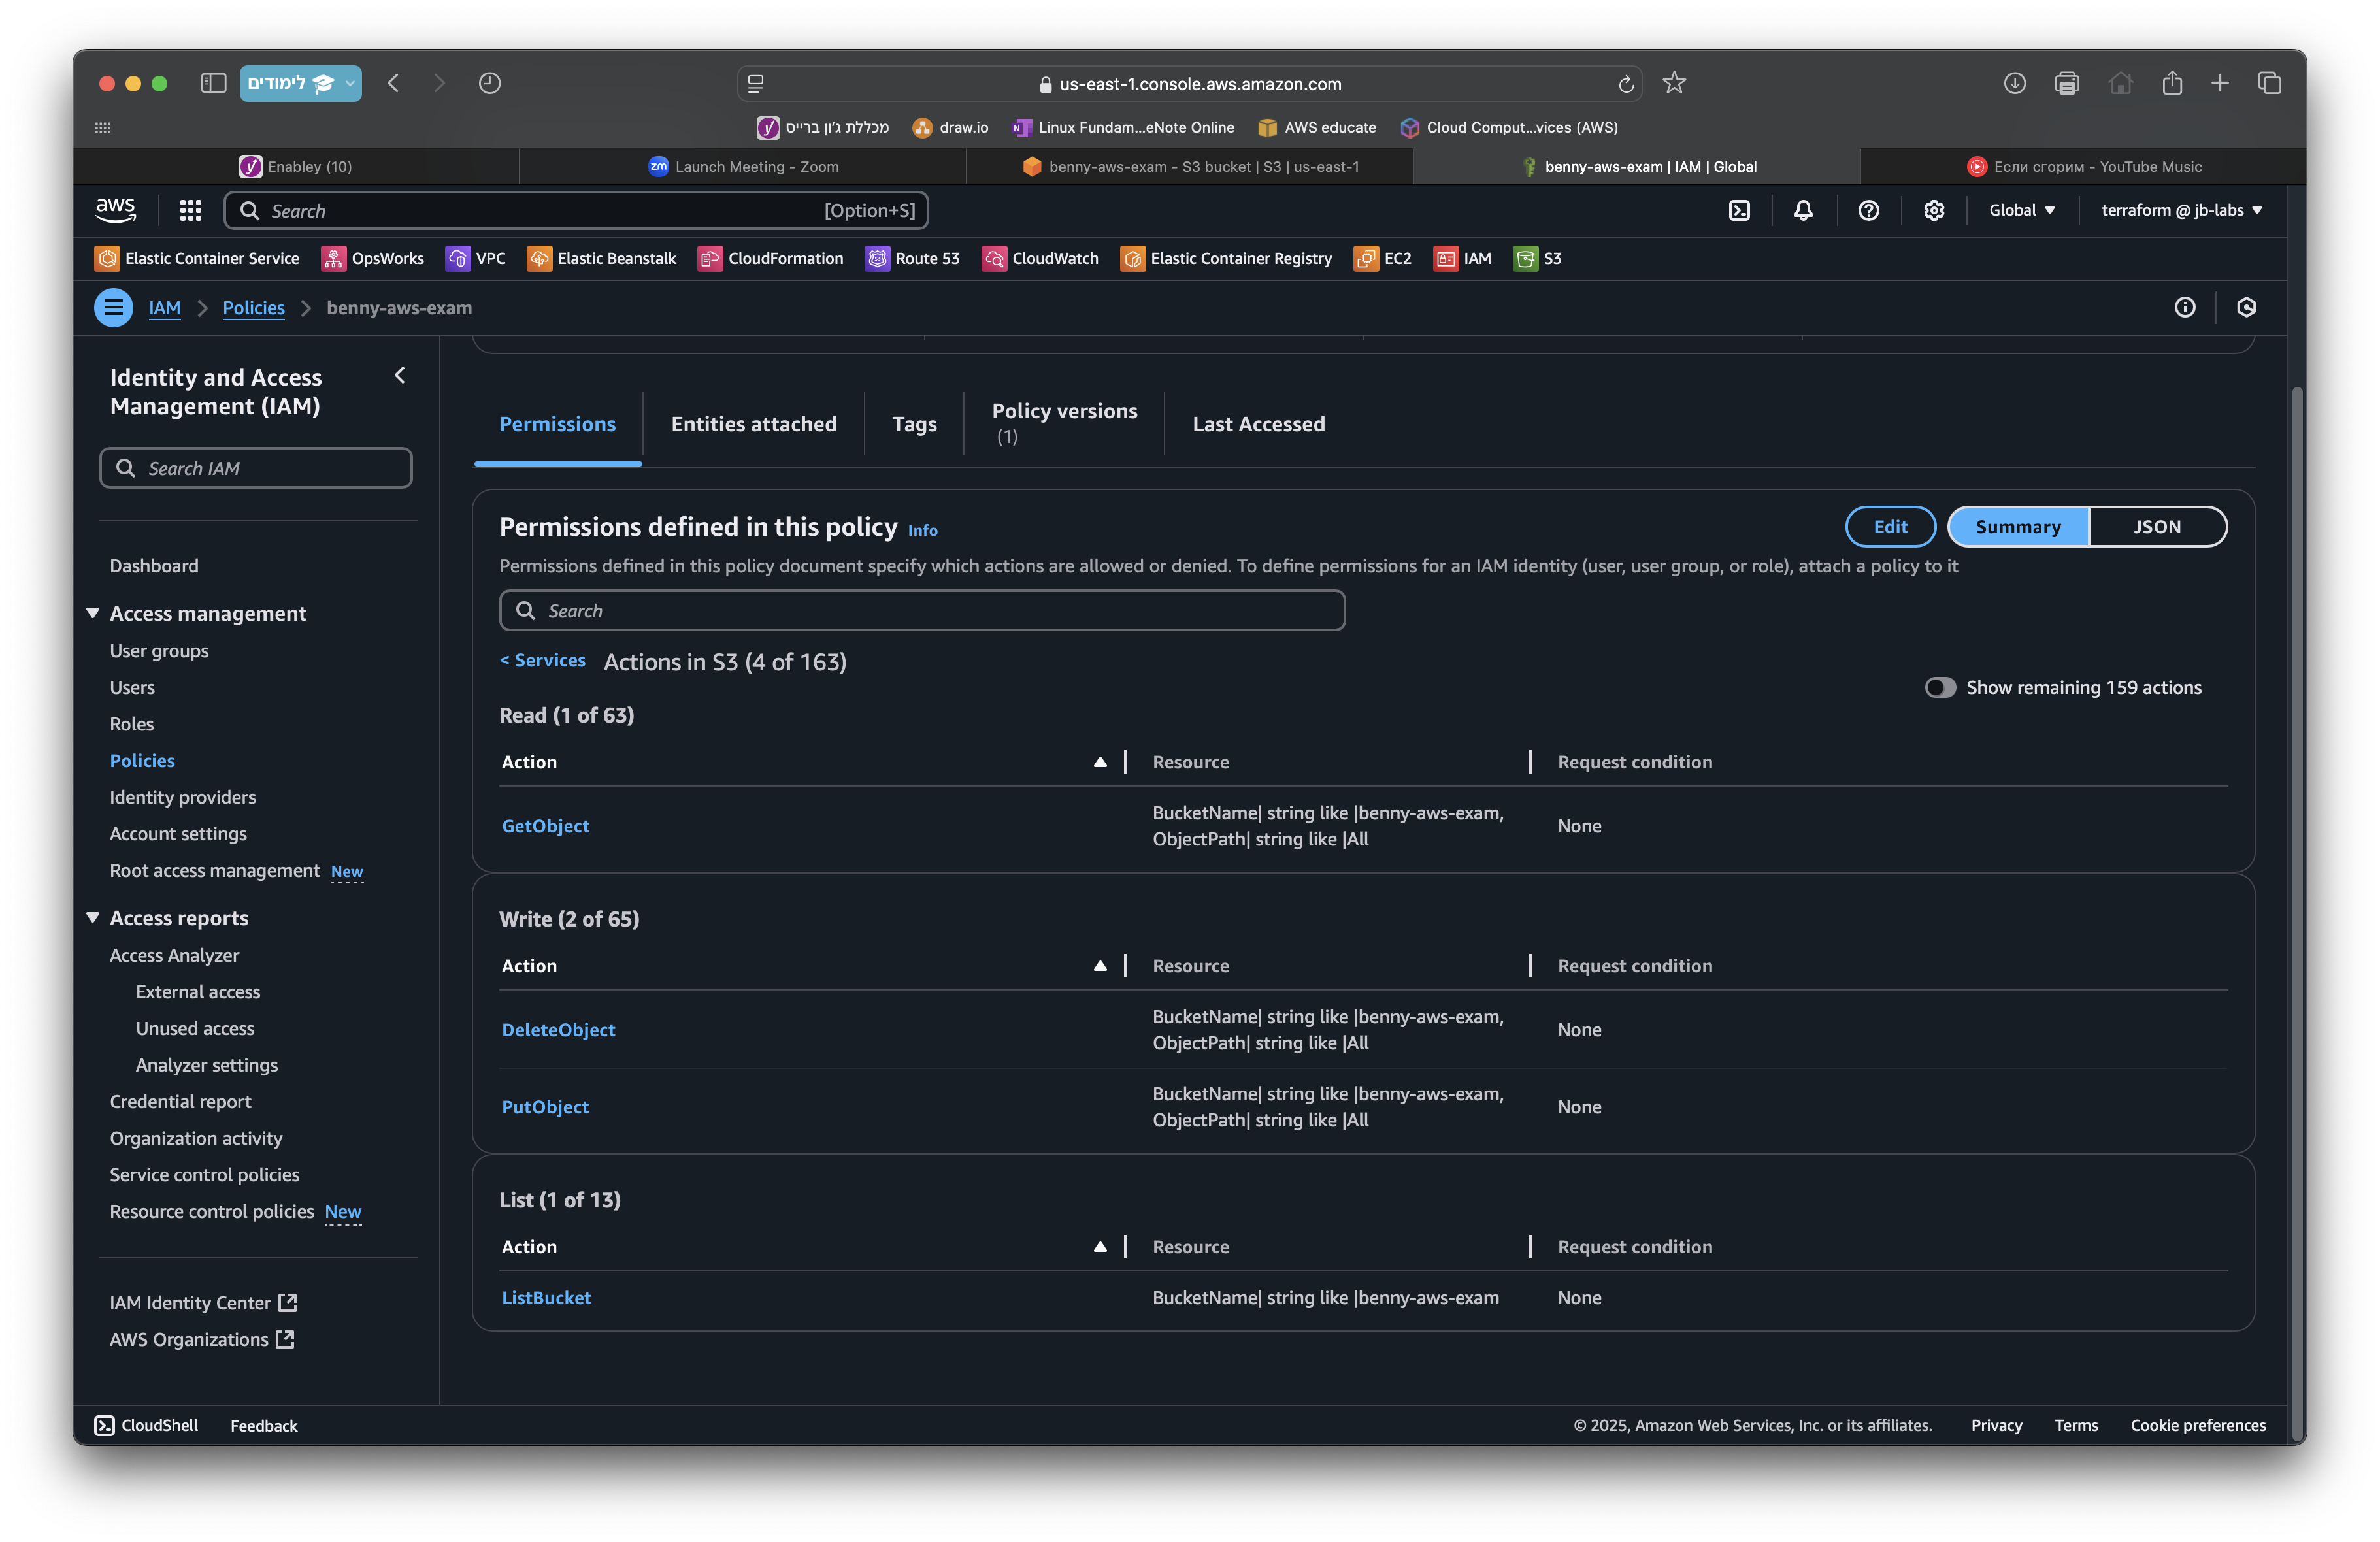 לימודים
us-east-1.console.aws.amazon.com
מכללת ג'ון ברייס
draw.io
Linux Fundam...eNote Online
AWS educate
Cloud Comput...vices (AWS)
Enabley (10)
zm Launch Meeting - Zoom
benny-aws-exam - S3 bucket | S3 | us-east-1
benny-aws-exam | IAM | Global
Если сгорим - YouTube Music
aws
Search
[Option+S]
Global
terraform @ jb-labs
Elastic Container Service
OpsWorks
VPC
Elastic Beanstalk
CloudFormation
Route 53
CloudWatch
Elastic Container Registry
EC2
IAM
S3
IAM > Policies > benny-aws-exam
Identity and Access
Management (IAM)
Search IAM
Dashboard
Access management
User groups
Users
Roles
Policies
Identity providers
Account settings
Root access management New
Access reports
Access Analyzer
External access
Unused access
Analyzer settings
Credential report
Organization activity
Service control policies
Resource control policies New
IAM Identity Center
AWS Organizations
Permissions
Entities attached
Tags
Policy versions
(1)
Last Accessed
Permissions defined in this policy Info
Edit
Summary
JSON
Permissions defined in this policy document specify which actions are allowed or denied. To define permissions for an IAM identity (user, user group, or role), attach a policy to it
Search
< Services Actions in S3 (4 of 163)
Show remaining 159 actions
Read (1 of 63)
Action Resource Request condition
GetObject
BucketName| string like |benny-aws-exam,
ObjectPath| string like |All
None
Write (2 of 65)
Action Resource Request condition
DeleteObject
BucketName| string like |benny-aws-exam,
ObjectPath| string like |All
None
PutObject
BucketName| string like |benny-aws-exam,
ObjectPath| string like |All
None
List (1 of 13)
Action Resource Request condition
ListBucket
BucketName| string like |benny-aws-exam
None
CloudShell
Feedback
© 2025, Amazon Web Services, Inc. or its affiliates.
Privacy
Terms
Cookie preferences